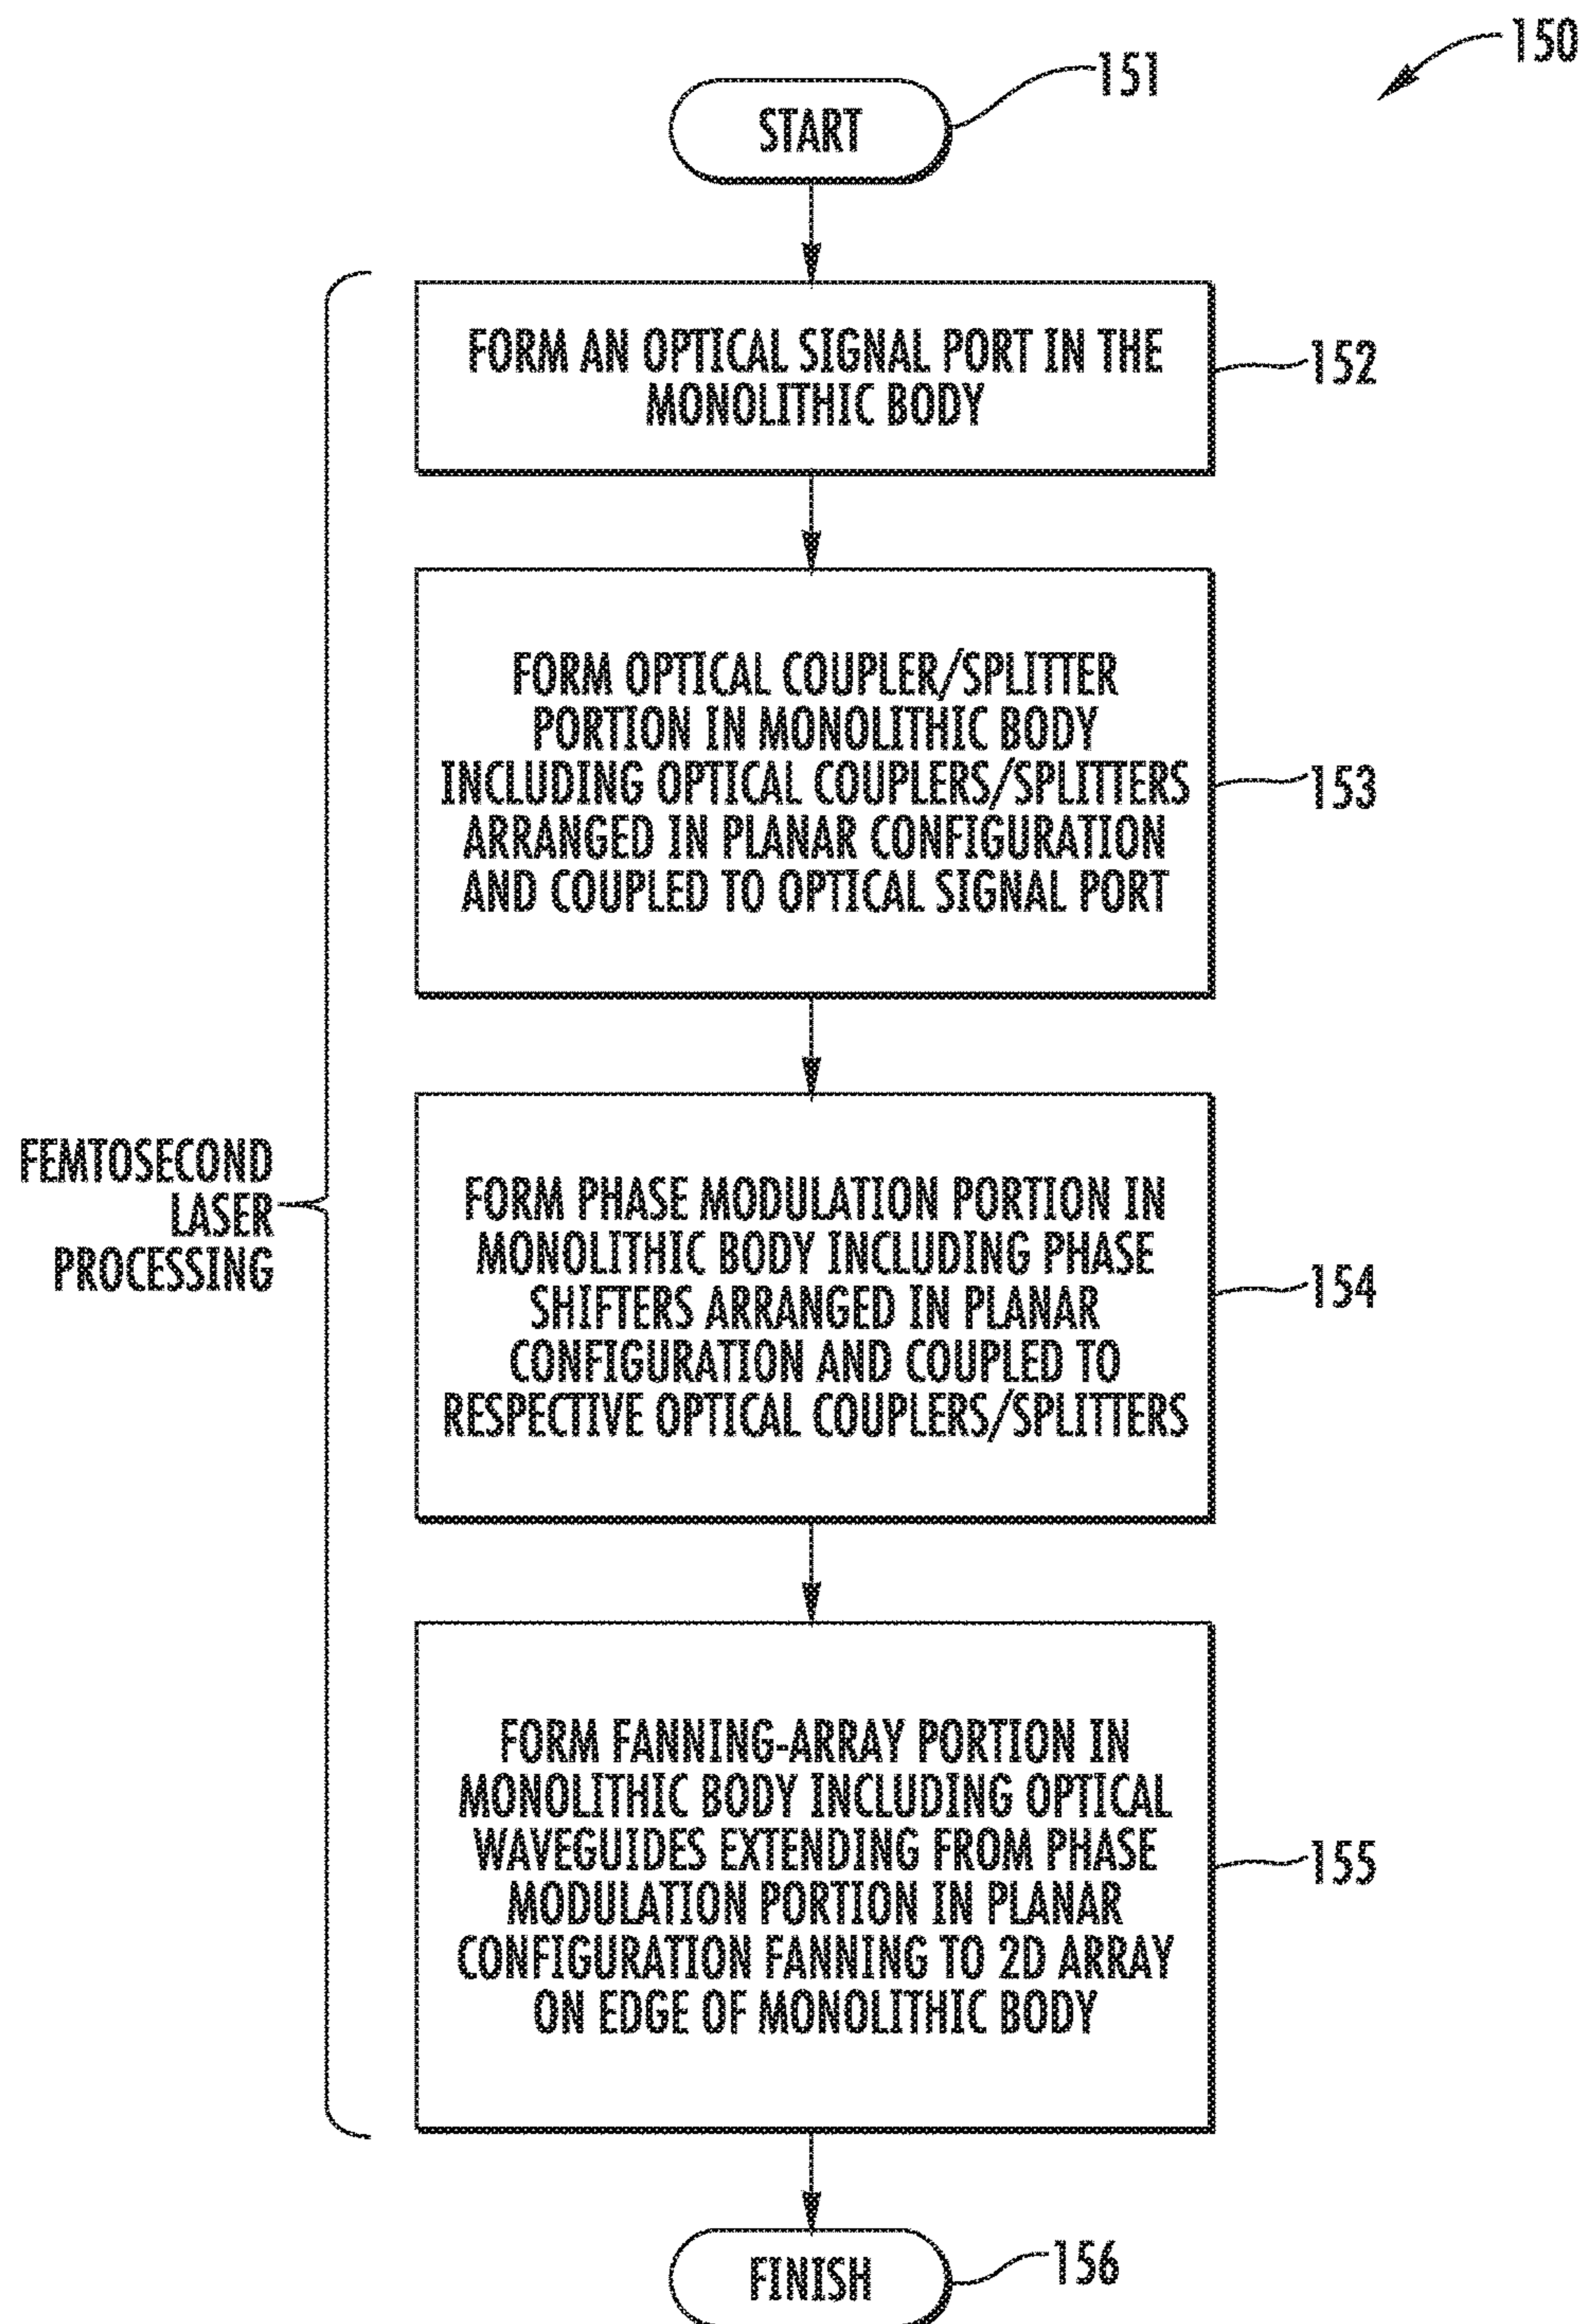 150
151
START
FORM AN OPTICAL SIGNAL PORT IN THE
MONOLITHIC BODY
152
FORM OPTICAL COUPLER/SPLITTER
PORTION IN MONOLITHIC BODY
INCLUDING OPTICAL COUPLERS/SPLITTERS
ARRANGED IN PLANAR CONFIGURATION
AND COUPLED TO OPTICAL SIGNAL PORT
153
FEMTOSECOND
LASER
PROCESSING
FORM PHASE MODULATION PORTION IN
MONOLITHIC BODY INCLUDING PHASE
SHIFTERS ARRANGED IN PLANAR
CONFIGURATION AND COUPLED TO
RESPECTIVE OPTICAL COUPLERS/SPLITTERS
154
FORM FANNING-ARRAY PORTION IN
MONOLITHIC BODY INCLUDING OPTICAL
WAVEGUIDES EXTENDING FROM PHASE
MODULATION PORTION IN PLANAR
CONFIGURATION FANNING TO 2D ARRAY
ON EDGE OF MONOLITHIC BODY
155
FINISH
156